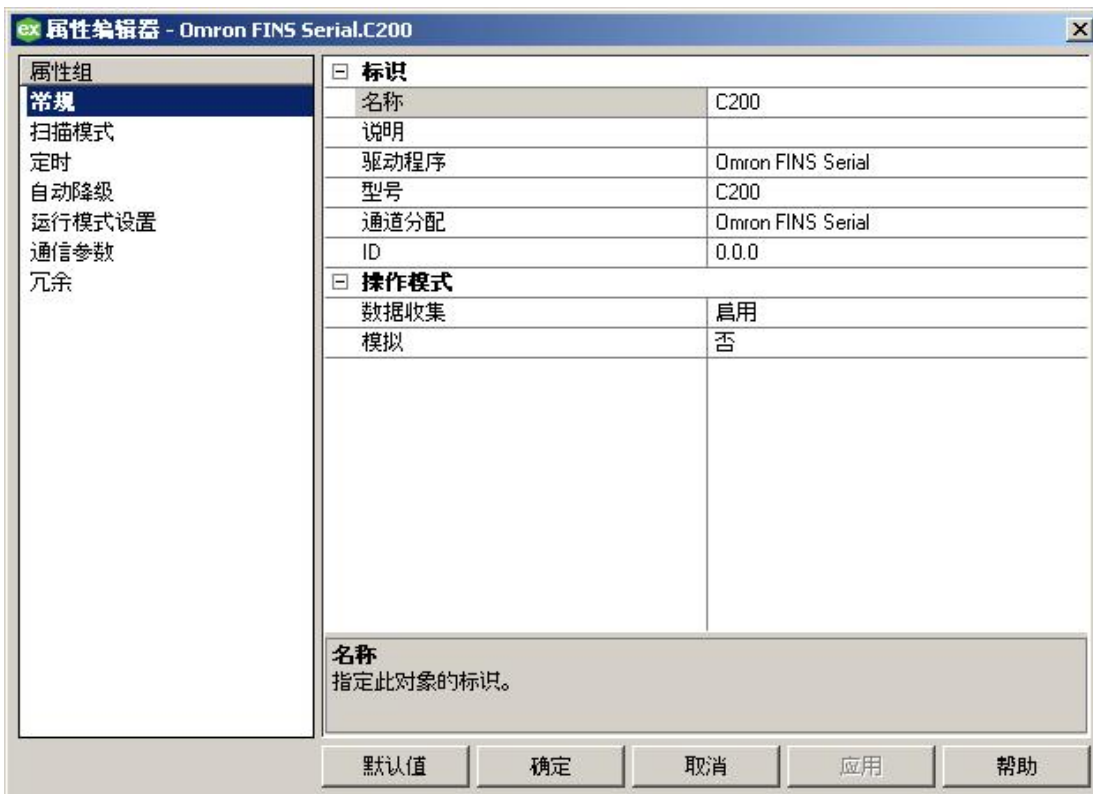 ex 属性编辑器 - Omron FINS Serial.C200
属性组
常规
扫描模式
定时
自动降级
运行模式设置
通信参数
冗余
标识
名称 C200
说明
驱动程序 Omron FINS Serial
型号 C200
通道分配 Omron FINS Serial
ID 0.0.0
操作模式
数据收集 启用
模拟 否
名称
指定此对象的标识。
默认值 确定 取消 应用 帮助